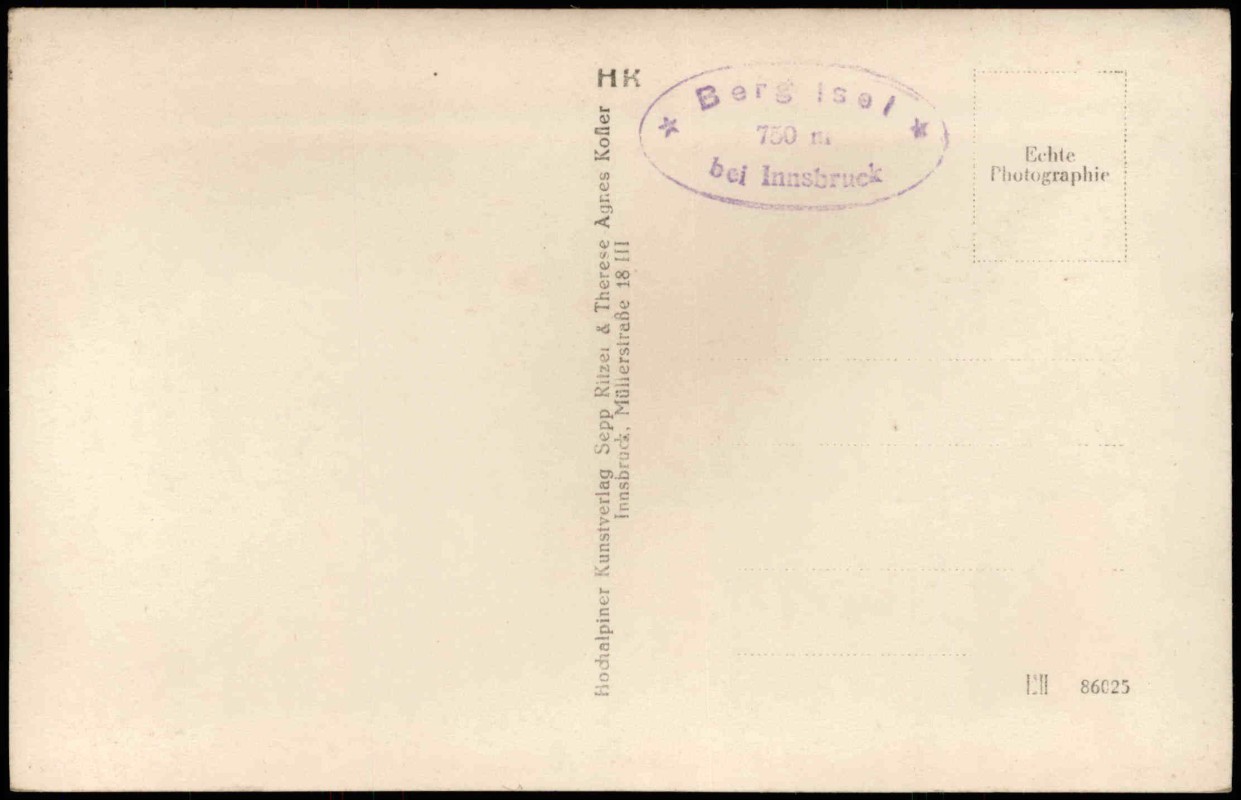 HK
Hochalpiner Kunstverlag Sepp Ritzer & Therese Agnes Kofler
Innsbruck, Müllerstraße 18 III
Berg Isel
750 m
bei Innsbruck
Echte
Photographie
86025